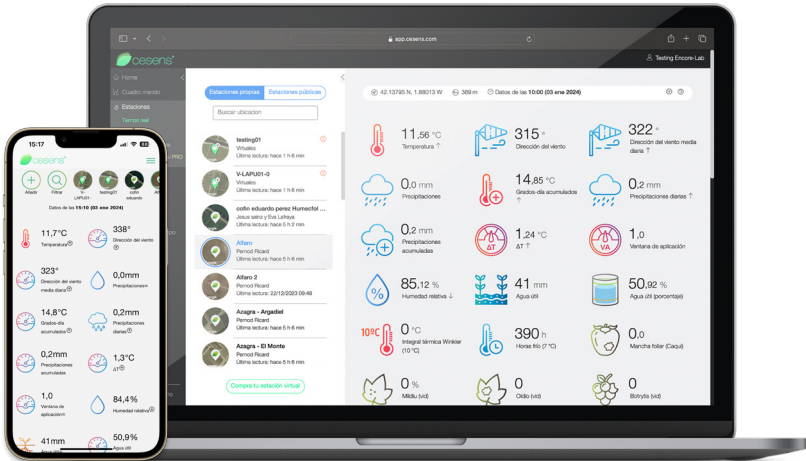 app.cesens.com
cesens
Testing Encore-Lab
Home
Cuadro mando
Estaciones
Tiempo real
PRO
Estaciones propias
Estaciones públicas
Buscar ubicacion
testing01
Virtuales
Última lectura: hace 1 h 6 min
V-LAPU01-0
Virtuales
Última lectura: hace 1 h 6 min
cofin eduardo perez Humecfol ...
Jesus sainz y Eva Lafraya
Última lectura: hace 5 h 2 min
Alfaro
Pernod Ricard
Última lectura: hace 5 h 6 min
Alfaro 2
Pernod Ricard
Última lectura: 22/12/2023 09:48
Azagra - Argadiel
Pernod Ricard
Última lectura: hace 5 h 6 min
Azagra - El Monte
Pernod Ricard
Última lectura: hace 5 h 6 min
Compra tu estación virtual
42.13795 N, 1.88013 W
389 m
Datos de las 10:00 (03 ene 2024)
11,56 °C
Temperatura ↑
315 °
Dirección del viento
322 °
Dirección del viento media
diaria ↑
0,0 mm
Precipitaciones
14,85 °C
Grados-día acumulados
↑
0,2 mm
Precipitaciones diarias ↑
0,2 mm
Precipitaciones
acumuladas
ΔT
1,24 °C
ΔT ↑
VA
1,0
Ventana de aplicación
%
85,12 %
Humedad relativa ↓
41 mm
Agua útil
50,92 %
Agua útil (porcentaje)
10ºC
0 °C
Integral térmica Winkler
(10 °C)
390 h
Horas frío (7 °C)
0,0
Mancha foliar (Caqui)
0 %
Mildiu (vid)
0
Oídio (vid)
0
Botrytis (vid)
15:17
cesens
Añadir
Filtrar
V-
LAPU01-
testing01
cofin
eduardo
Datos de las 15:10 (03 ene 2024)
11,7°C
Temperatura
338°
Dirección del viento
323°
Dirección del viento
media diaria
0,0mm
Precipitaciones
14,8°C
Grados-día
acumulados
0,2mm
Precipitaciones
diarias
0,2mm
Precipitaciones
acumuladas
1,3°C
ΔT
1,0
Ventana de
aplicación
84,4%
Humedad relativa
41mm
50,9%
Agua útil